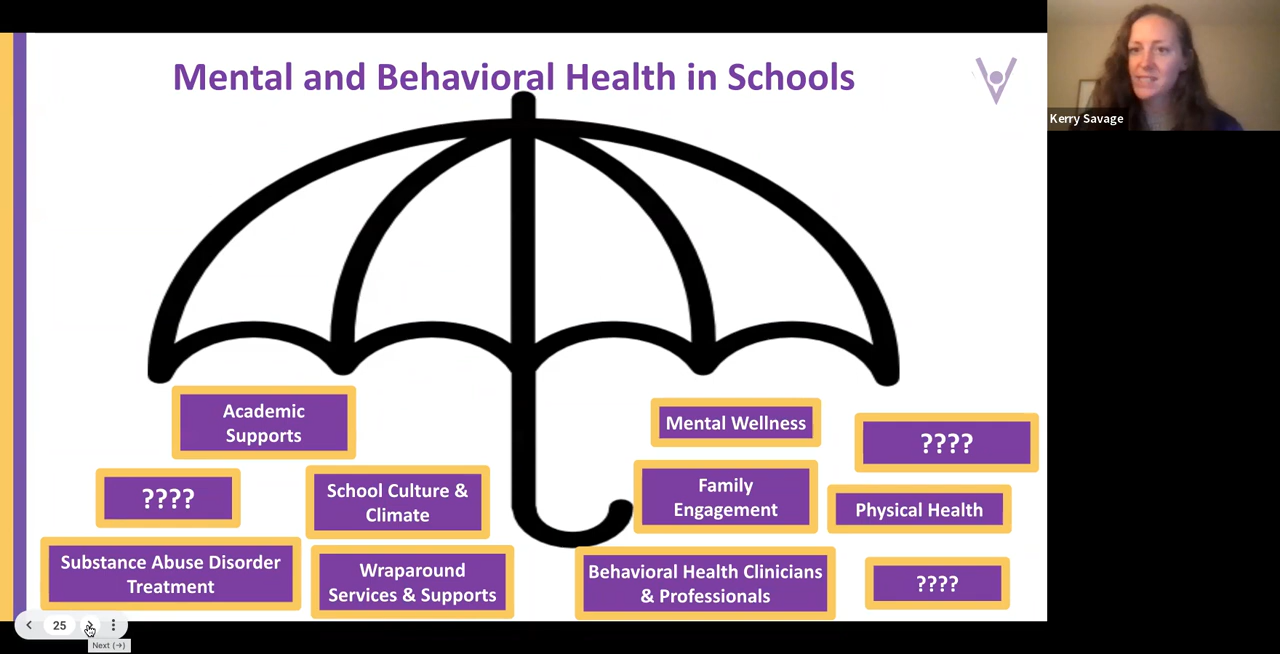 Mental and Behavioral Health in Schools
Kerry Savage
Academic
Supports
Mental Wellness
????
????
School Culture &
Climate
Family
Engagement
Physical Health
Substance Abuse Disorder
Treatment
Wraparound
Services & Supports
Behavioral Health Clinicians
& Professionals
????
25
Next (→)